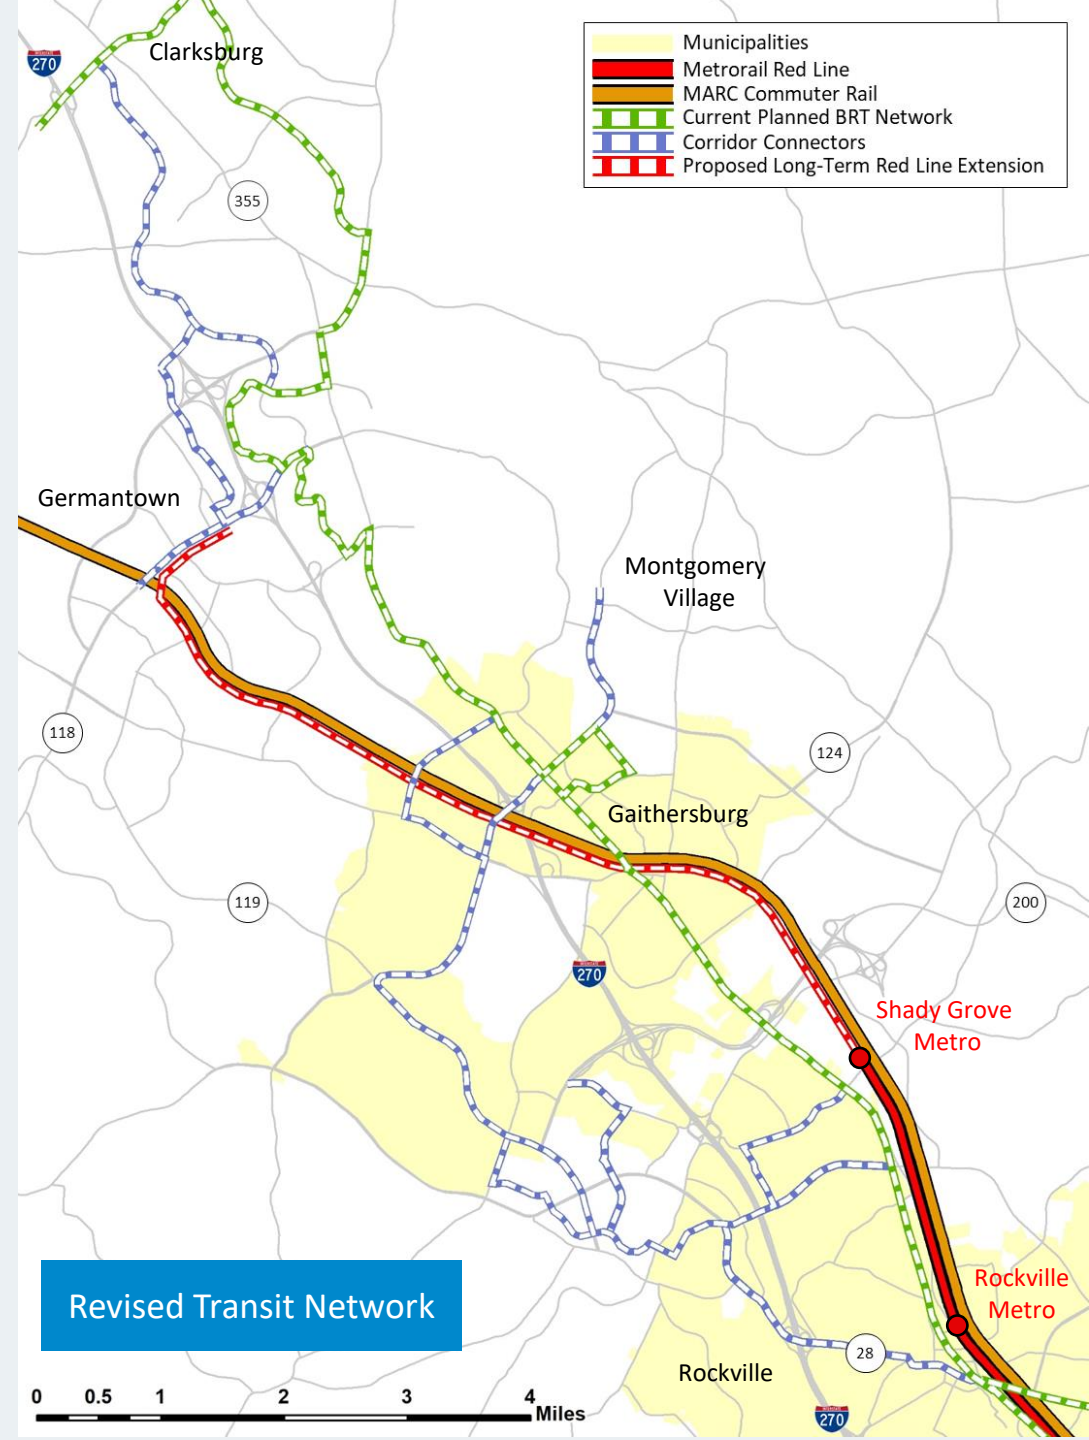 Clarksburg
270
Municipalities
Metrorail Red Line
MARC Commuter Rail
Current Planned BRT Network
Corridor Connectors
Proposed Long-Term Red Line Extension
355
Germantown
Montgomery
Village
118
124
Gaithersburg
119
200
270
Shady Grove
Metro
Rockville
Metro
Revised Transit Network
28
Rockville
0 0.5 1 2 3 4
Miles
270